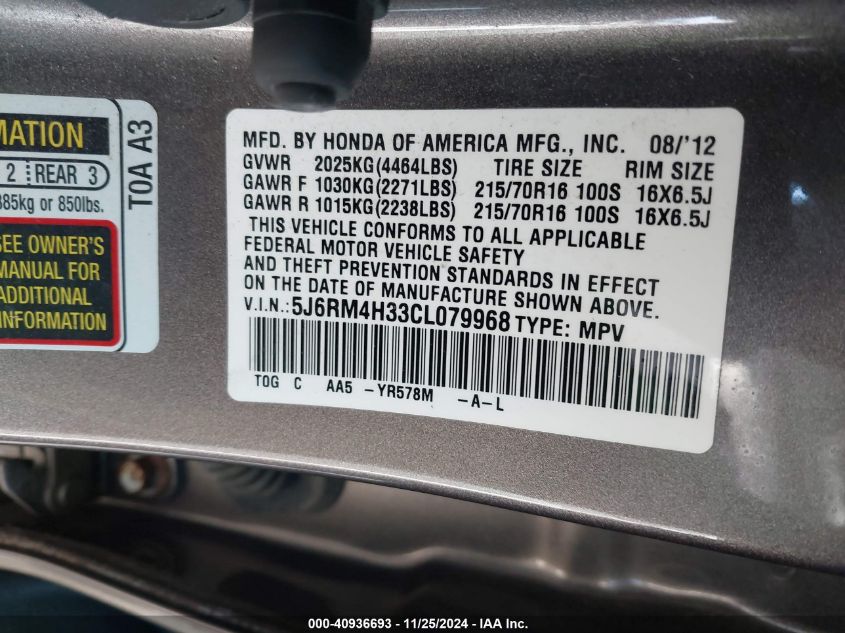 MATION
2 REAR 3
385kg or 850lbs.
SEE OWNER'S
MANUAL FOR
ADDITIONAL
INFORMATION
T0A A3
MFD. BY HONDA OF AMERICA MFG., INC. 08/'12
GVWR 2025KG(4464LBS) TIRE SIZE RIM SIZE
GAWR F 1030KG(2271LBS) 215/70R16 100S 16X6.5J
GAWR R 1015KG(2238LBS) 215/70R16 100S 16X6.5J
THIS VEHICLE CONFORMS TO ALL APPLICABLE
FEDERAL MOTOR VEHICLE SAFETY
AND THEFT PREVENTION STANDARDS IN EFFECT
ON THE DATE OF MANUFACTURE SHOWN ABOVE.
V.I.N.:5J6RM4H33CL079968 TYPE: MPV
TOG C AA5 -YR578M -A-L
000-40936693 - 11/25/2024 - IAA Inc.